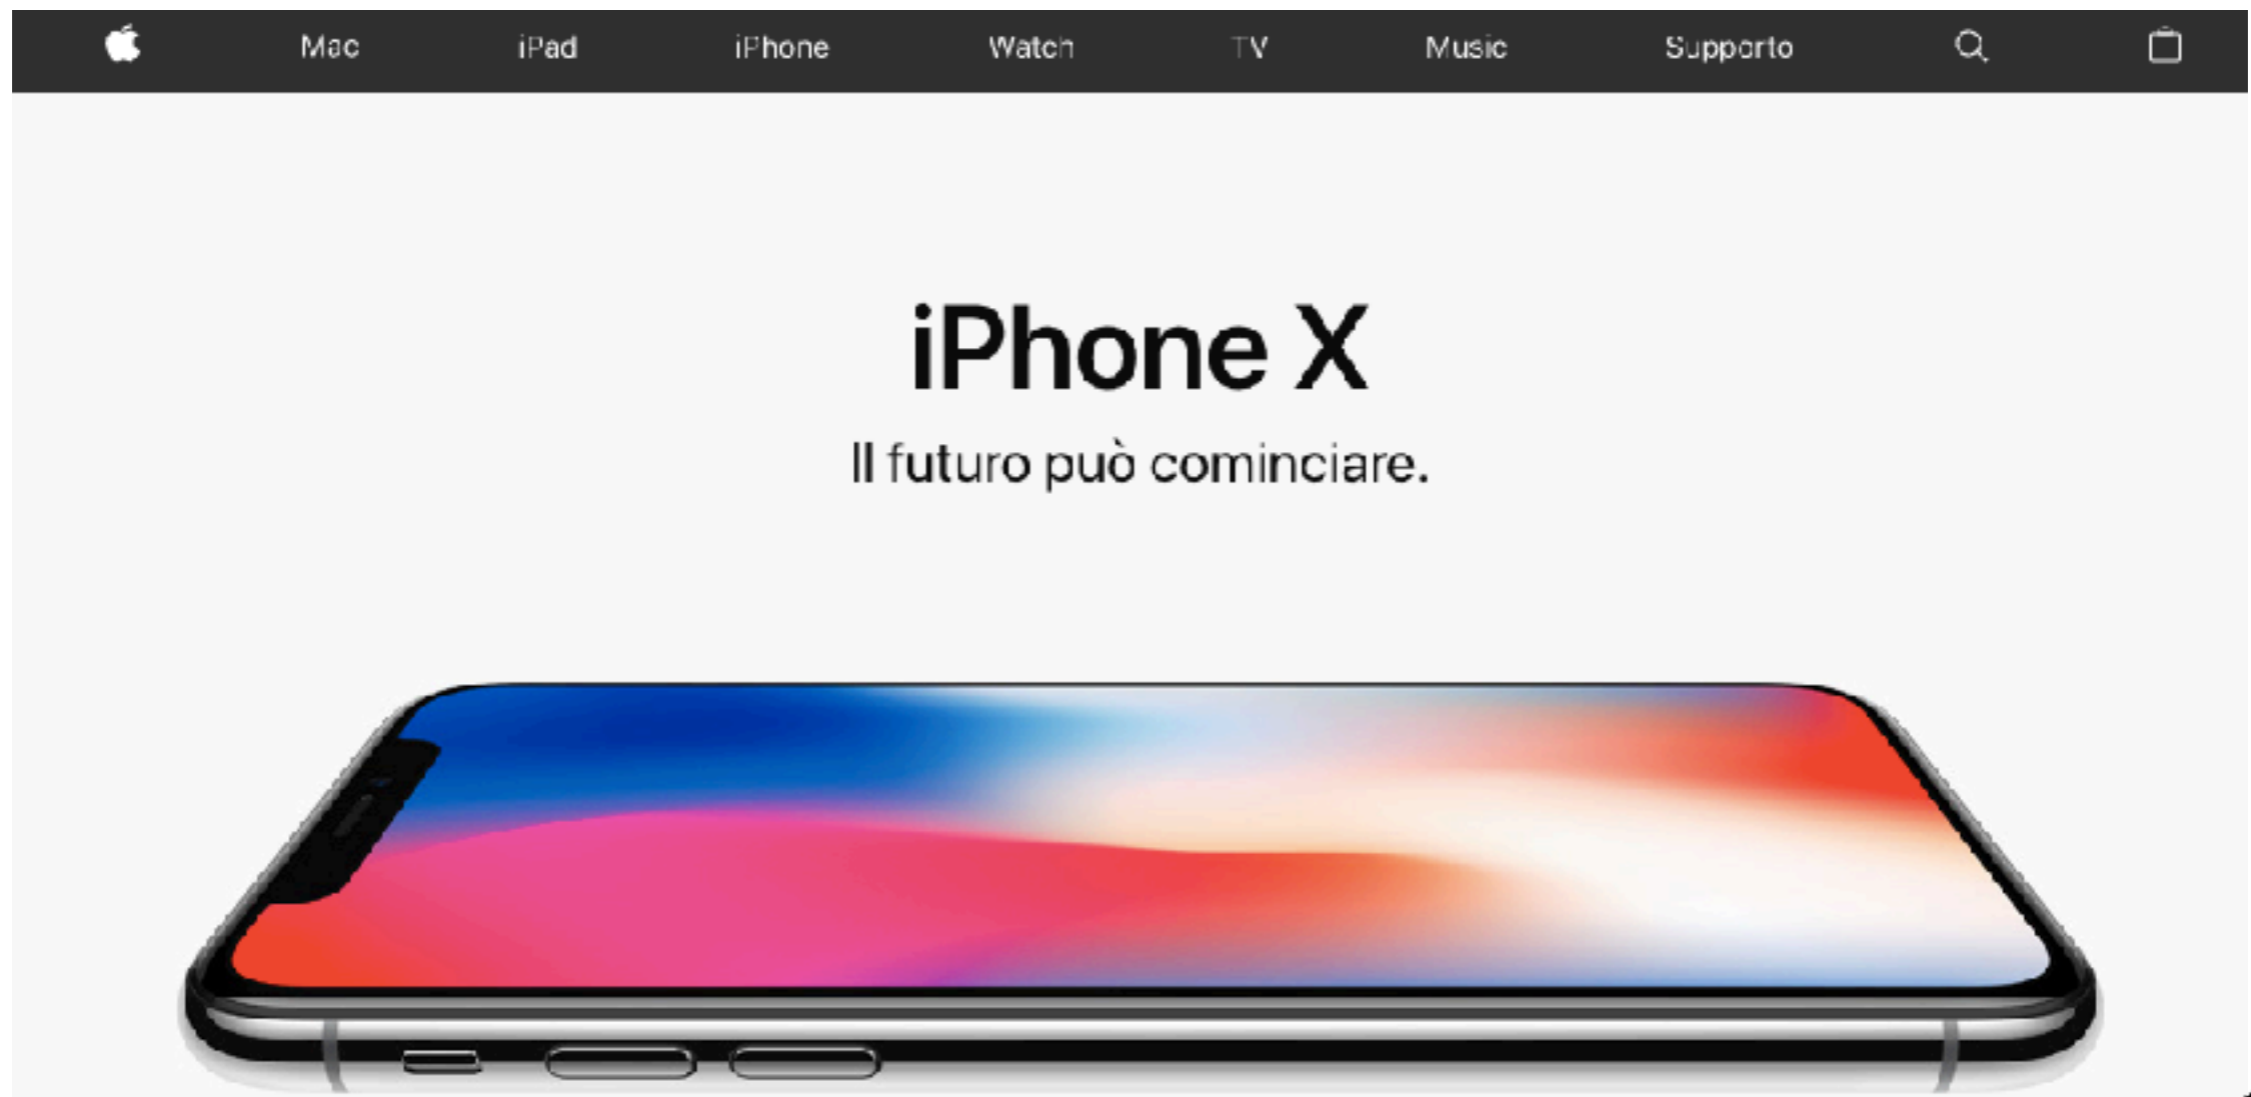 Mac iPad iPhone Watch TV Music Supporto
iPhone X
Il futuro può cominciare.